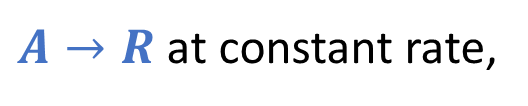 A → R at constant rate,